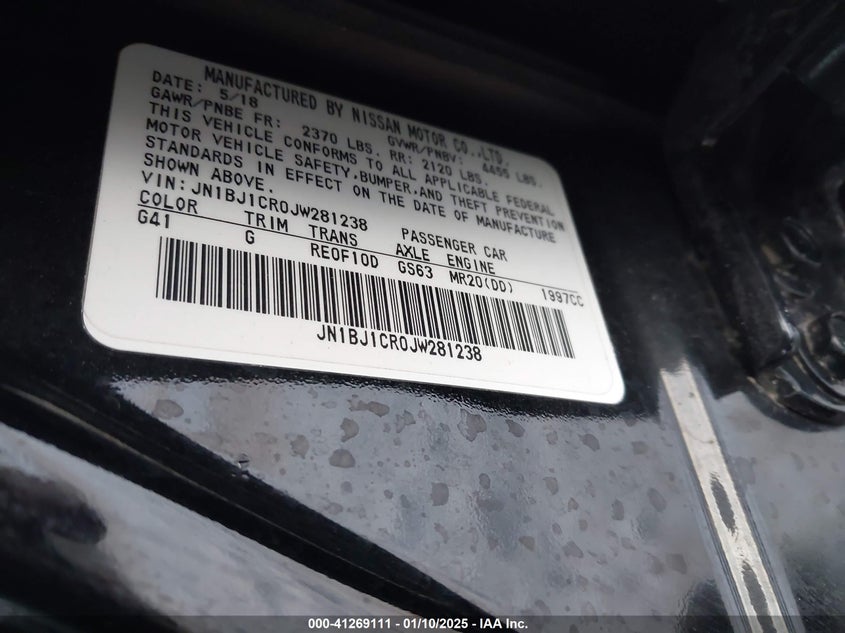 MANUFACTURED BY NISSAN MOTOR CO.,LTD.
DATE: 5/18 GVWR/PNBV: 4455 LBS.
GAWR/PNBE FR: 2370 LBS. RR: 2120 LBS.
THIS VEHICLE CONFORMS TO ALL APPLICABLE FEDERAL
MOTOR VEHICLE SAFETY,BUMPER,AND THEFT PREVENTION
STANDARDS IN EFFECT ON THE DATE OF MANUFACTURE
SHOWN ABOVE.
VIN:JN1BJ1CR0JW281238 PASSENGER CAR
COLOR TRIM TRANS AXLE ENGINE
G41 G RE0F10D GS63 MR20(DD) 1997CC
JN1BJ1CR0JW281238
000-41269111 — 01/10/2025 — IAA, Inc.